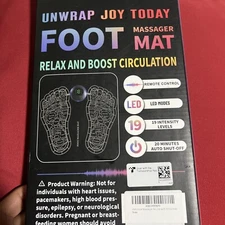 UNWRAP JOY TODAY
FOOT MASSAGER
MAT
RELAX AND BOOST CIRCULATION
REMOTE CONTROL
LED LED MODES
19 19 INTENSITY
LEVELS
20 MINUTES
AUTO SHUT-OFF
⚠ Product Warning: Not for
individuals with heart issues,
pacemakers, high blood pres-
sure, epilepsy, or neurological
disorders. Pregnant or breast-
feeding women should avoid